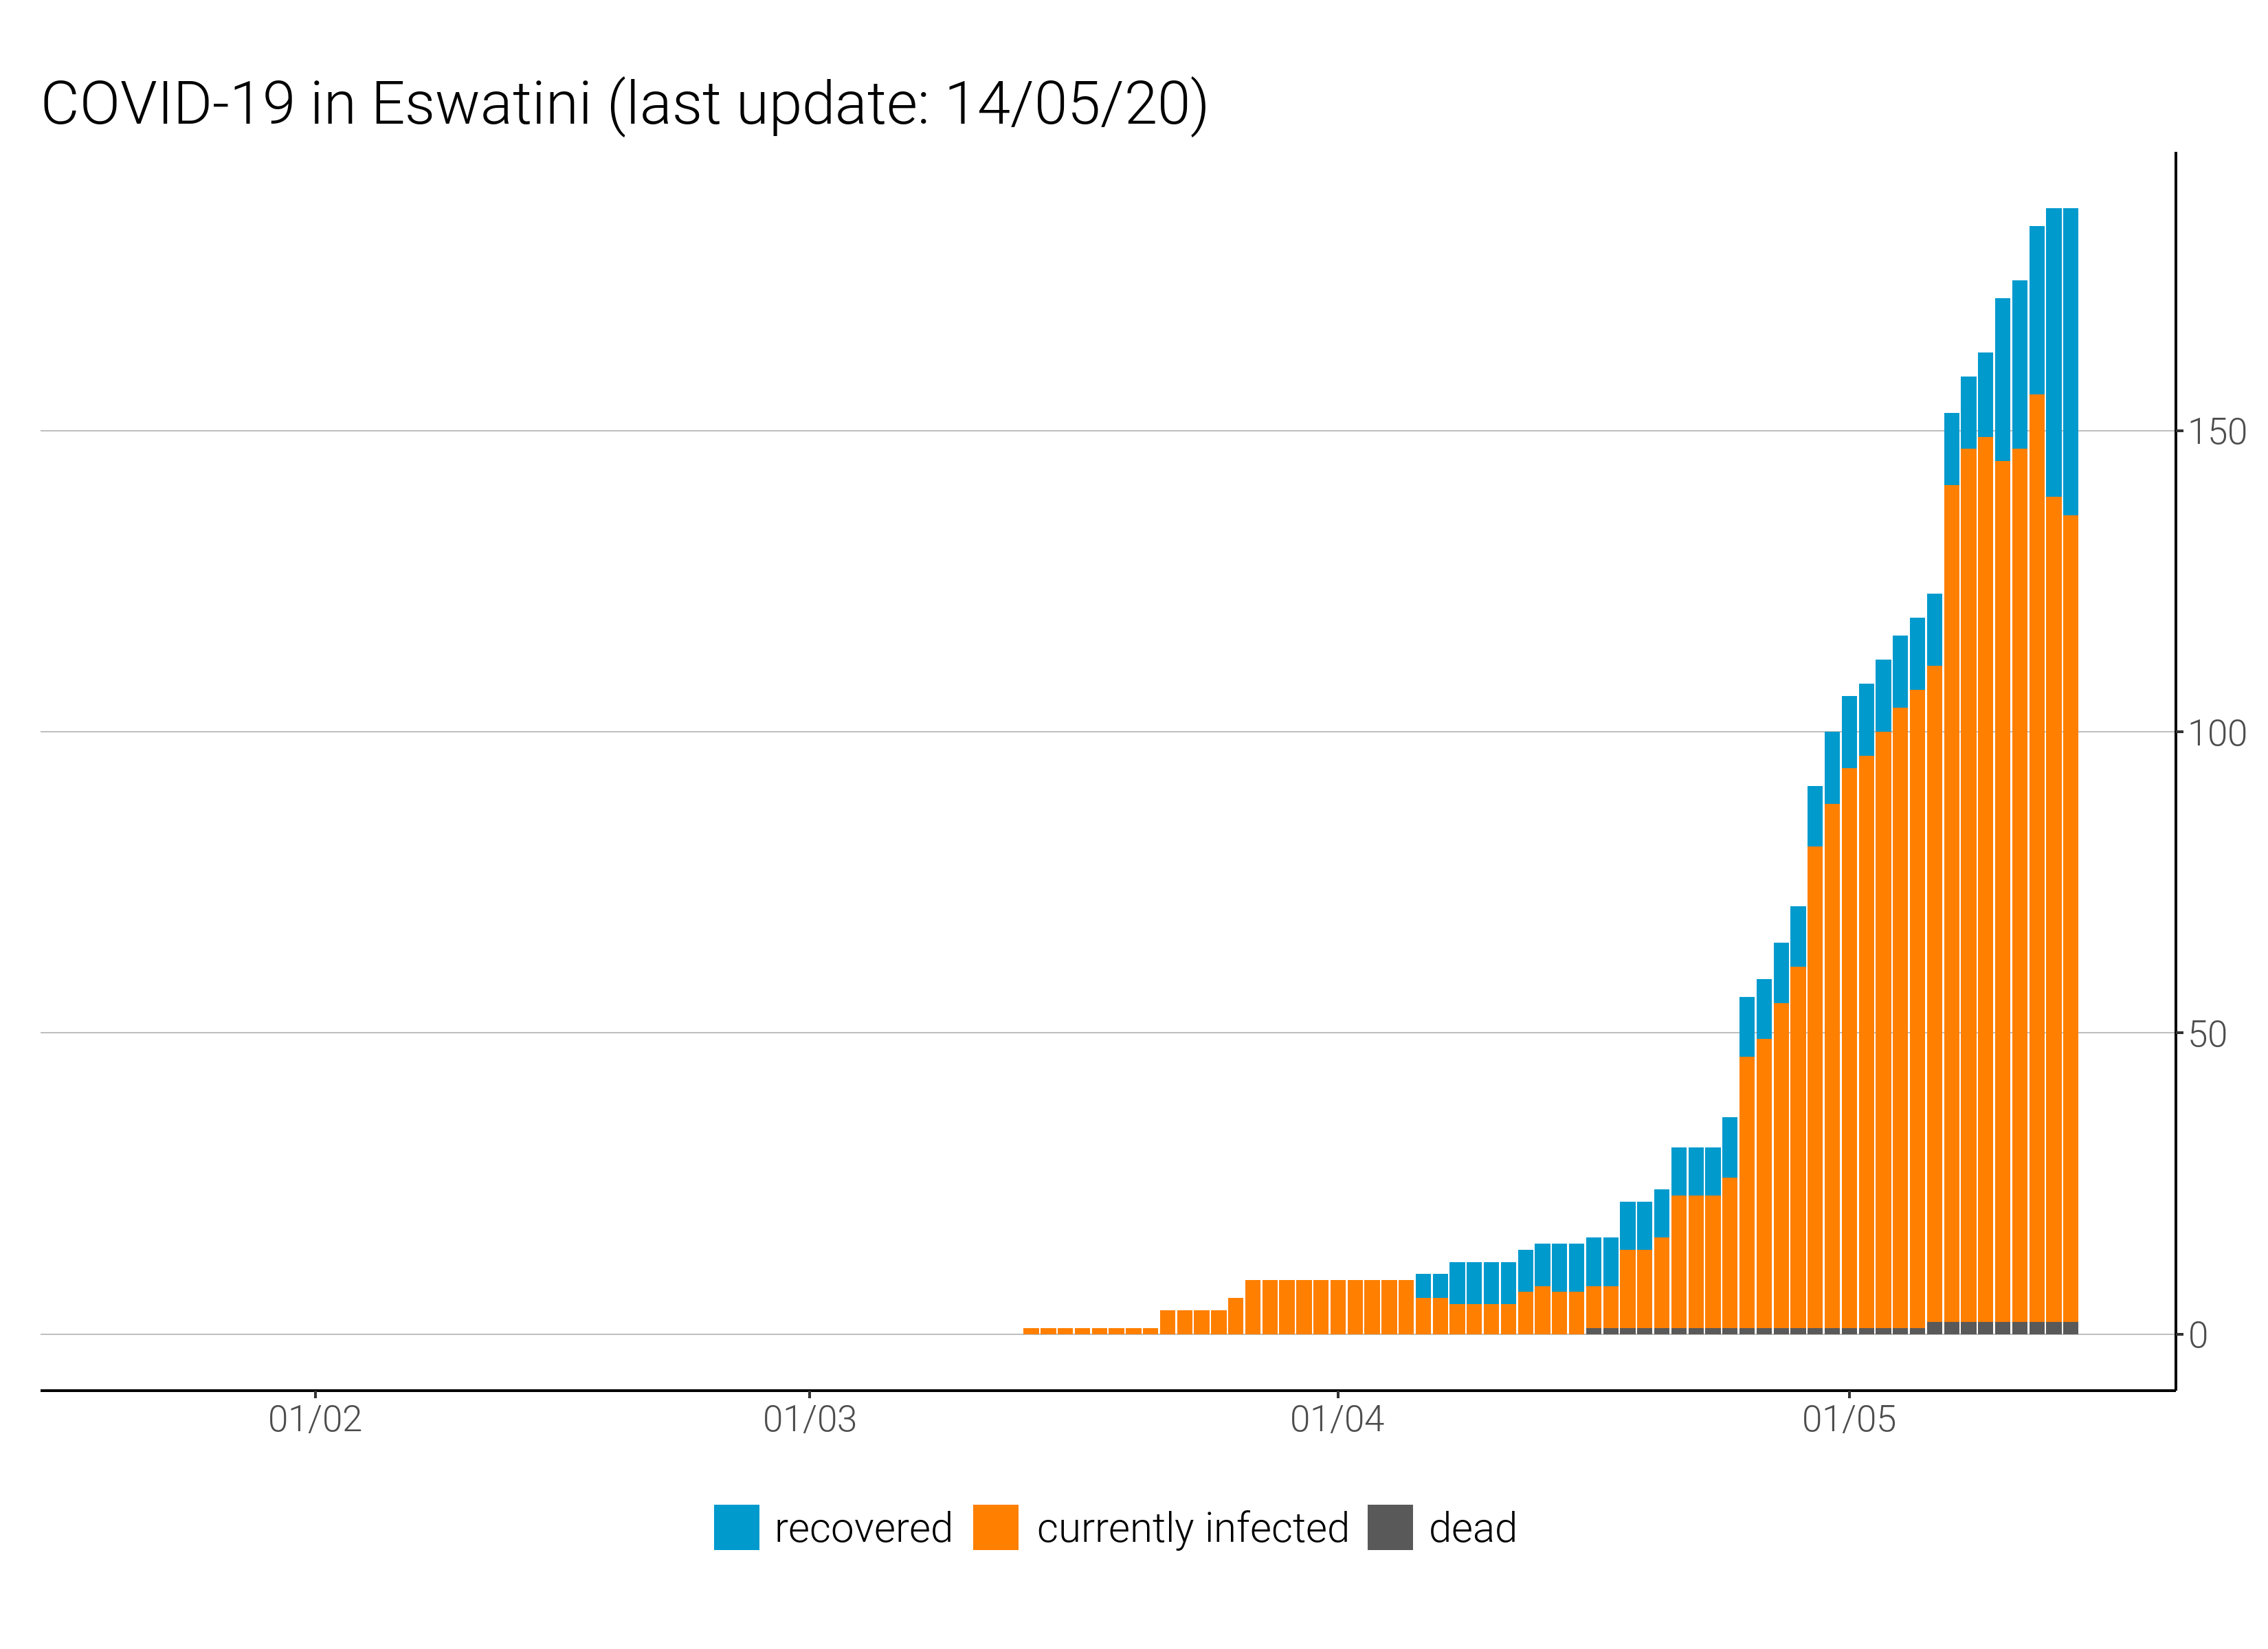 COVID-19 in Eswatini (last update: 14/05/20)
150
100
50
0
01/02 01/03 01/04 01/05
recovered currently infected dead